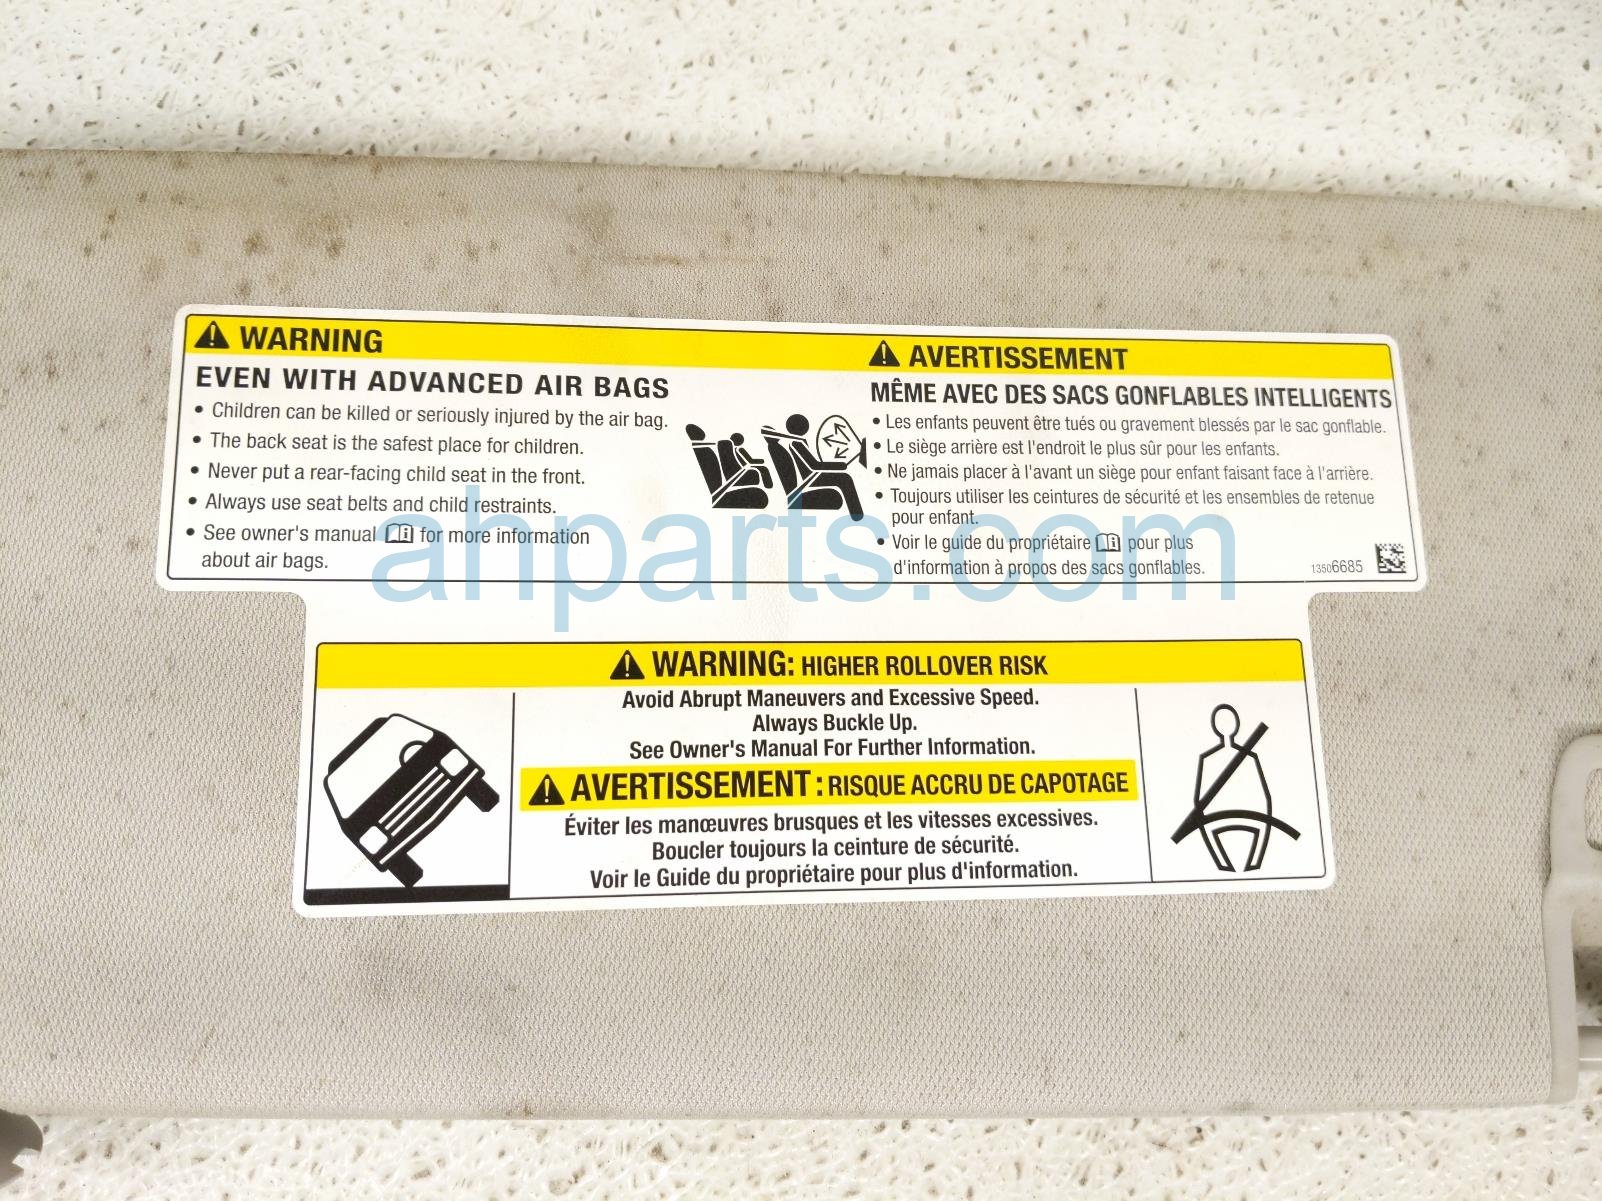 WARNING
EVEN WITH ADVANCED AIR BAGS
• Children can be killed or seriously injured by the air bag.
• The back seat is the safest place for children.
• Never put a rear-facing child seat in the front.
• Always use seat belts and child restraints.
• See owner's manual for more information
about air bags.
AVERTISSEMENT
MÊME AVEC DES SACS GONFLABLES INTELLIGENTS
• Les enfants peuvent être tués ou gravement blessés par le sac gonflable.
• Le siège arrière est l'endroit le plus sûr pour les enfants.
• Ne jamais placer à l'avant un siège pour enfant faisant face à l'arrière.
• Toujours utiliser les ceintures de sécurité et les ensembles de retenue
pour enfant.
• Voir le guide du propriétaire pour plus
d'information à propos des sacs gonflables.
13506685
ahparts.com
WARNING: HIGHER ROLLOVER RISK
Avoid Abrupt Maneuvers and Excessive Speed.
Always Buckle Up.
See Owner's Manual For Further Information.
AVERTISSEMENT : RISQUE ACCRU DE CAPOTAGE
Éviter les manœuvres brusques et les vitesses excessives.
Boucler toujours la ceinture de sécurité.
Voir le Guide du propriétaire pour plus d'information.